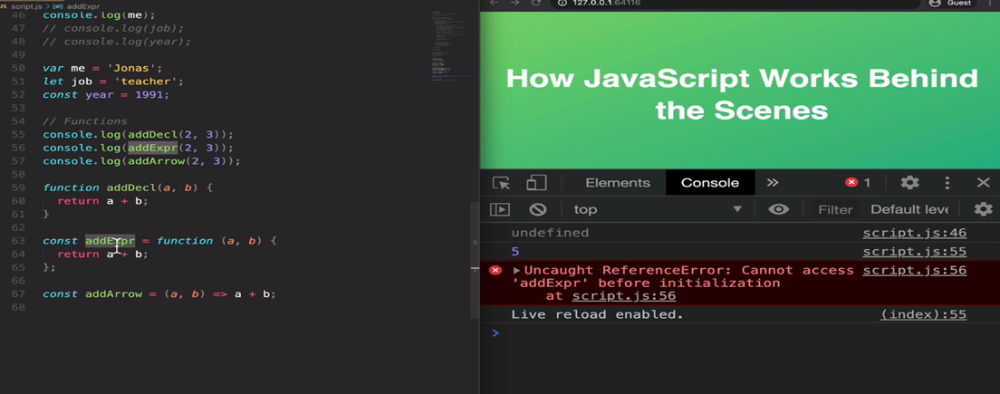 JS script.js > addExpr
46 console.log(me);
47 // console.log(job);
48 // console.log(year);
49
50 var me = 'Jonas';
51 let job = 'teacher';
52 const year = 1991;
53
54 // Functions
55 console.log(addDecl(2, 3));
56 console.log(addExpr(2, 3));
57 console.log(addArrow(2, 3));
58
59 function addDecl(a, b) {
60 return a + b;
61 }
62
63 const addExpr = function (a, b) {
64 return a + b;
65 };
66
67 const addArrow = (a, b) => a + b;
68
127.0.0.1:64116
Guest
How JavaScript Works Behind
the Scenes
Elements Console » 1
top Filter Default leve
undefined script.js:46
5 script.js:55
Uncaught ReferenceError: Cannot access script.js:56
'addExpr' before initialization
at script.js:56
Live reload enabled. (index):55
>